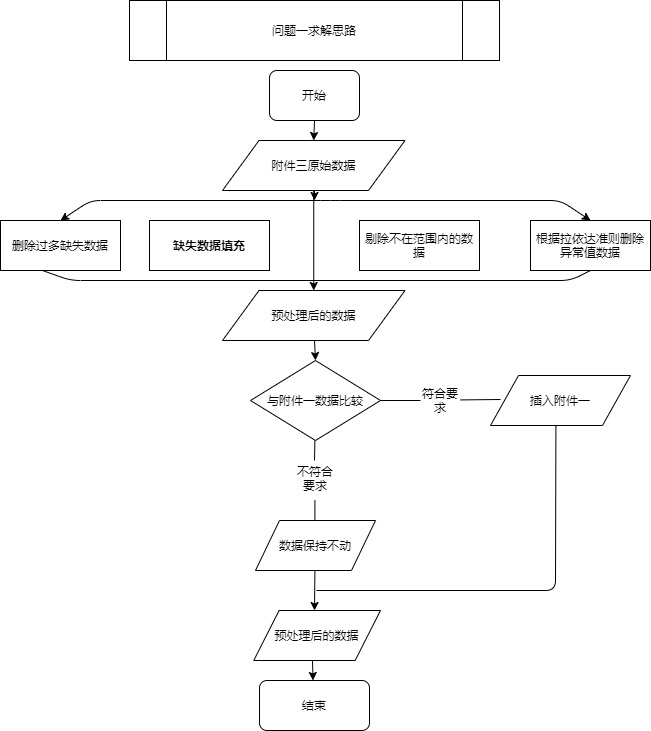 问题一求解思路
开始
附件三原始数据
删除过多缺失数据
缺失数据填充
剔除不在范围内的数
据
根据拉依达准则删除
异常值数据
预处理后的数据
与附件一数据比较
符合要
求
插入附件一
不符合
要求
数据保持不动
预处理后的数据
结束